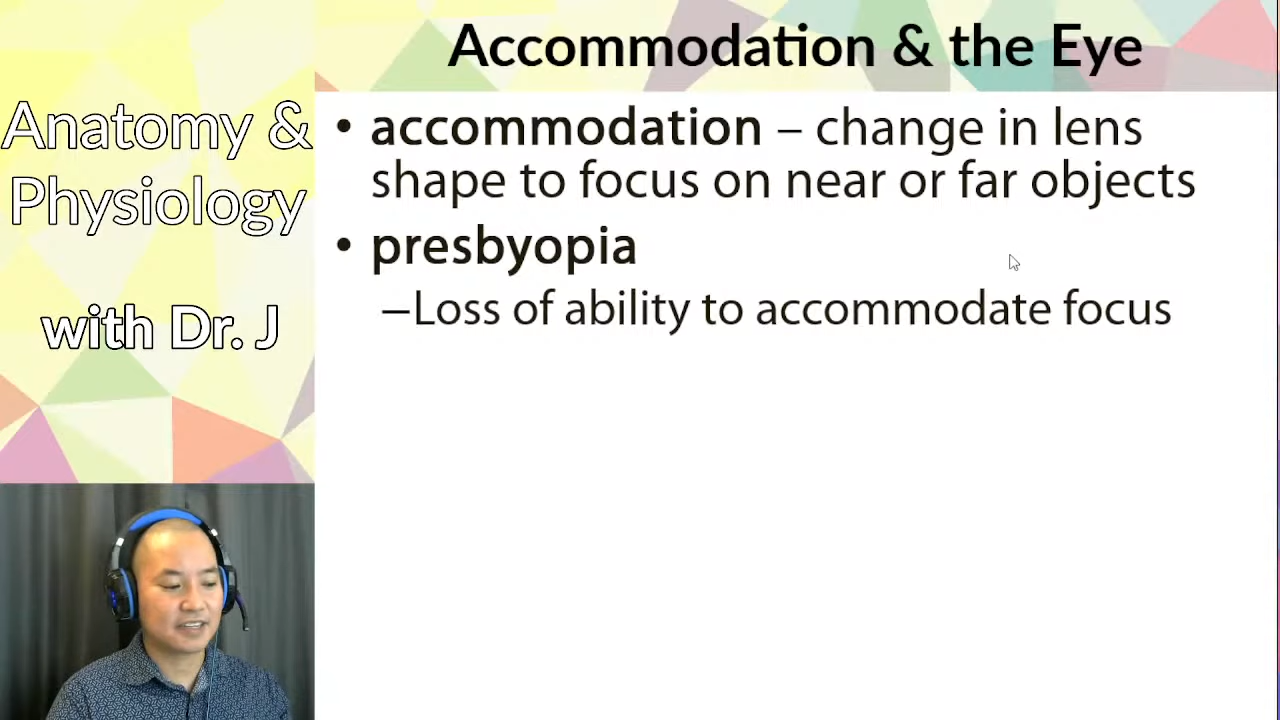 Accommodation & the Eye
Anatomy &
Physiology
with Dr. J
• accommodation – change in lens
shape to focus on near or far objects
• presbyopia
–Loss of ability to accommodate focus